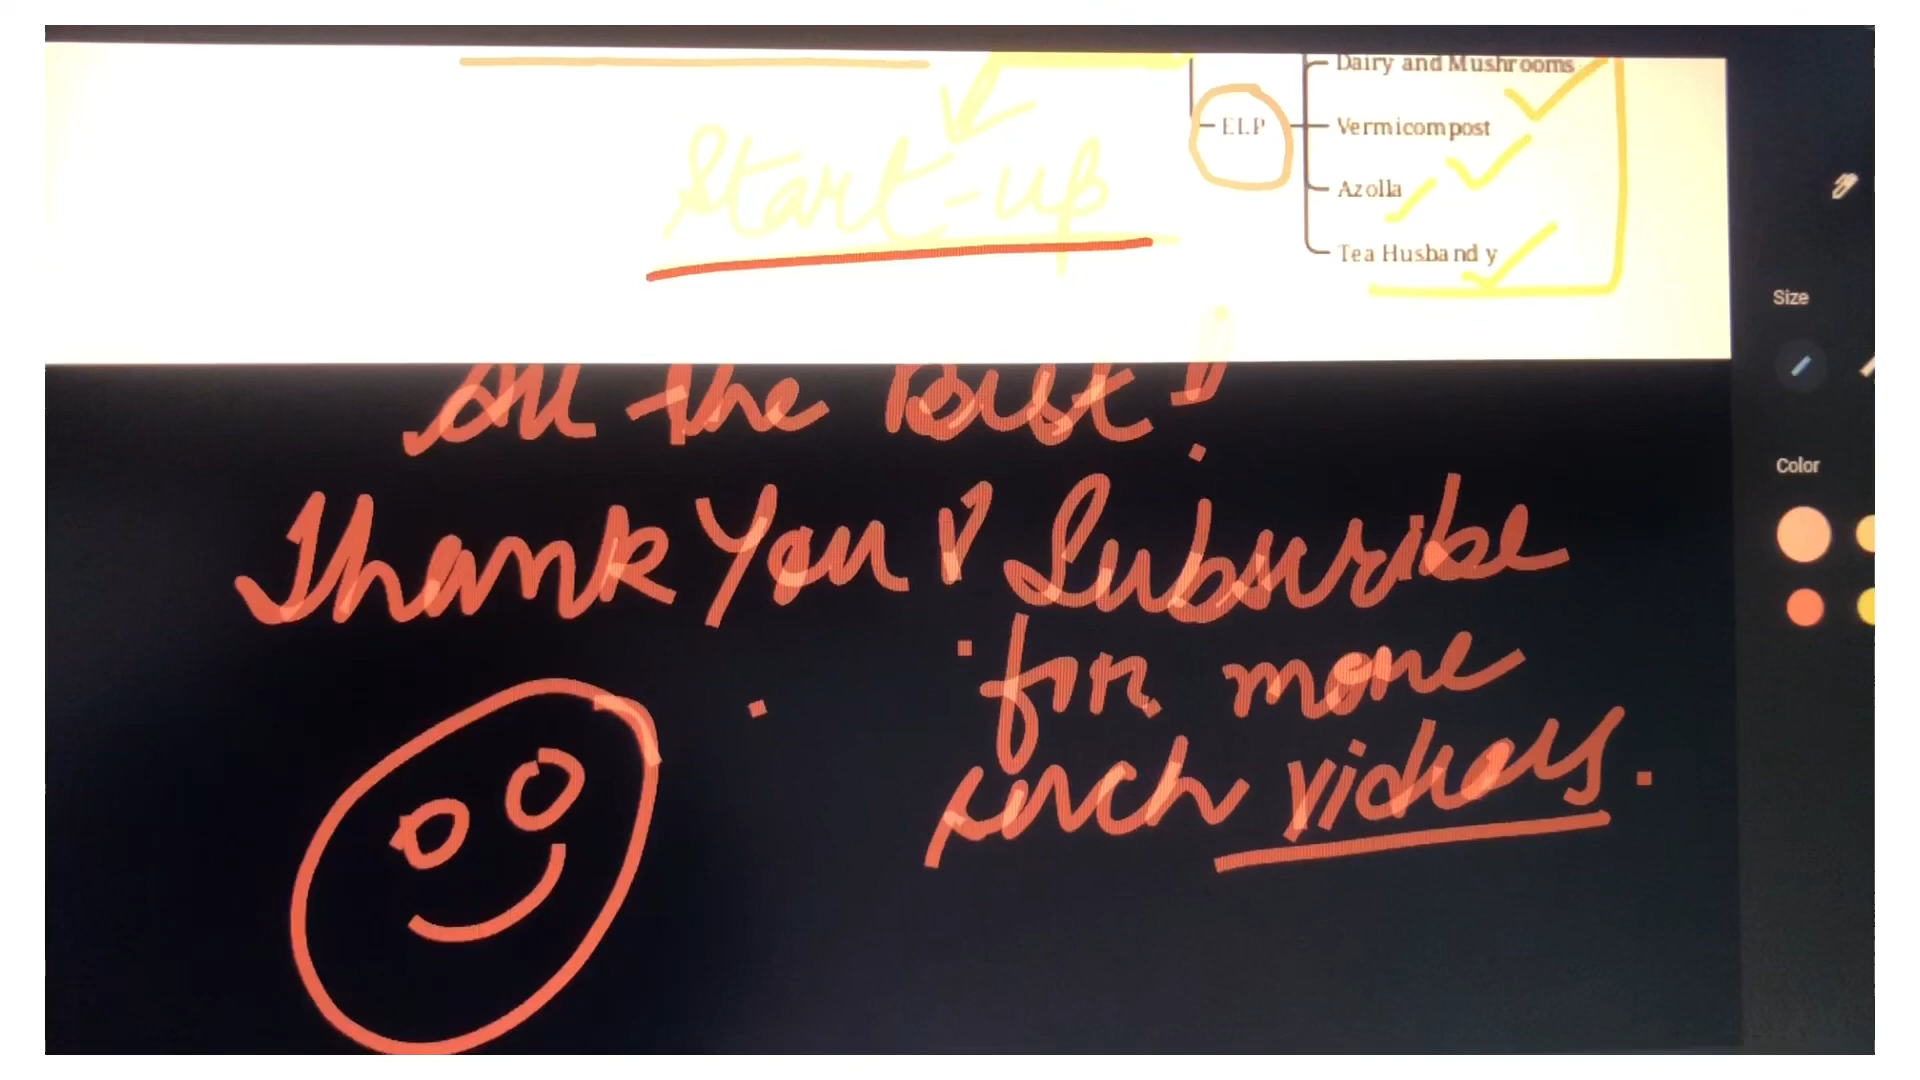 Dairy and Mushrooms
ELP
Vermicompost
Azolla
Tea Husbandy
Start-up
Size
Color
All the Best!
Thank You! Subscribe
for more
such videos.